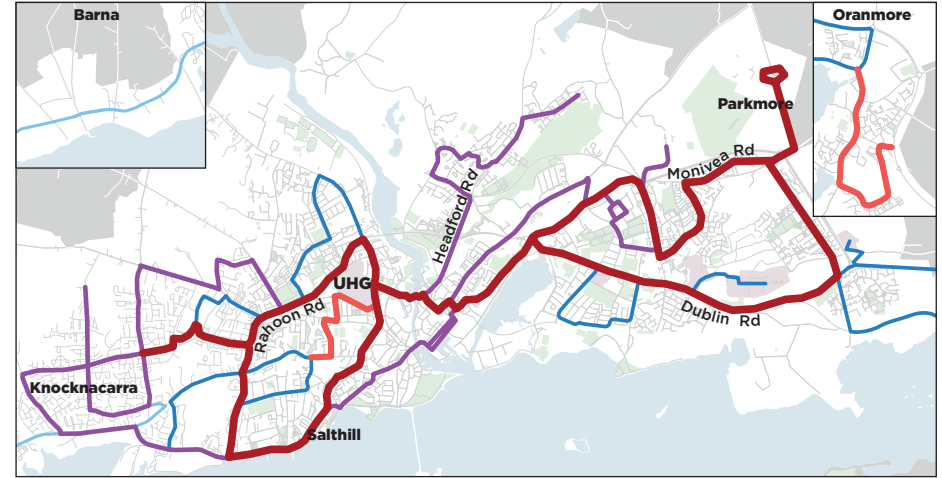 Barna
Oranmore
Parkmore
Monivea Rd
Headford Rd
UHG
Rahoon Rd
Dublin Rd
Knocknacarra
Salthill